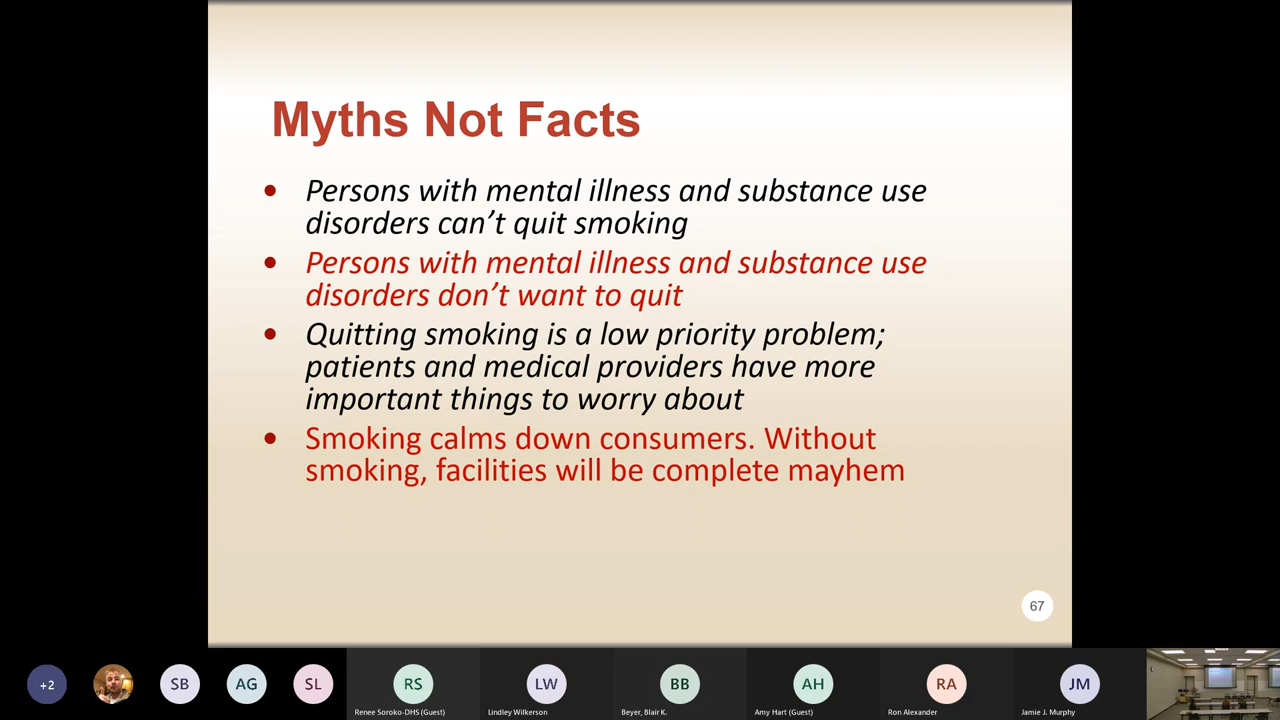 Myths Not Facts
Persons with mental illness and substance use
disorders can't quit smoking
Persons with mental illness and substance use
disorders don't want to quit
Quitting smoking is a low priority problem;
patients and medical providers have more
important things to worry about
Smoking calms down consumers. Without
smoking, facilities will be complete mayhem
67
+2
SB
AG
SL
RS
LW
BB
AH
RA
JM
Renee Soroko-DHS (Guest)
Lindley Wilkerson
Beyer, Blair K.
Amy Hart (Guest)
Ron Alexander
Jamie J. Murphy